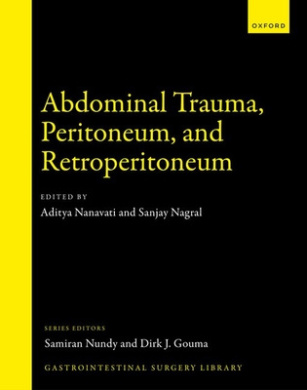 OXFORD
Abdominal Trauma,
Peritoneum, and
Retroperitoneum
EDITED BY
Aditya Nanavati and Sanjay Nagral
SERIES EDITORS
Samiran Nundy and Dirk J. Gouma
GASTROINTESTINAL SURGERY LIBRARY